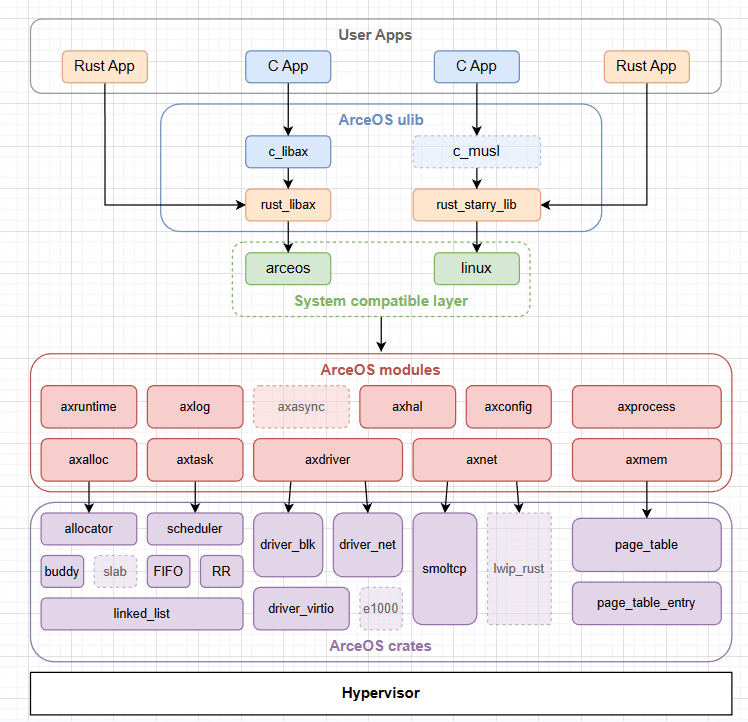 User Apps
Rust App
C App
C App
Rust App
ArceOS ulib
c_libax
c_musl
rust_libax
rust_starry_lib
arceos
linux
System compatible layer
ArceOS modules
axruntime
axlog
axasync
axhal
axconfig
axprocess
axalloc
axtask
axdriver
axnet
axmem
allocator
scheduler
driver_blk
driver_net
smoltcp
lwip_rust
page_table
buddy
slab
FIFO
RR
linked_list
driver_virtio
e1000
page_table_entry
ArceOS crates
Hypervisor